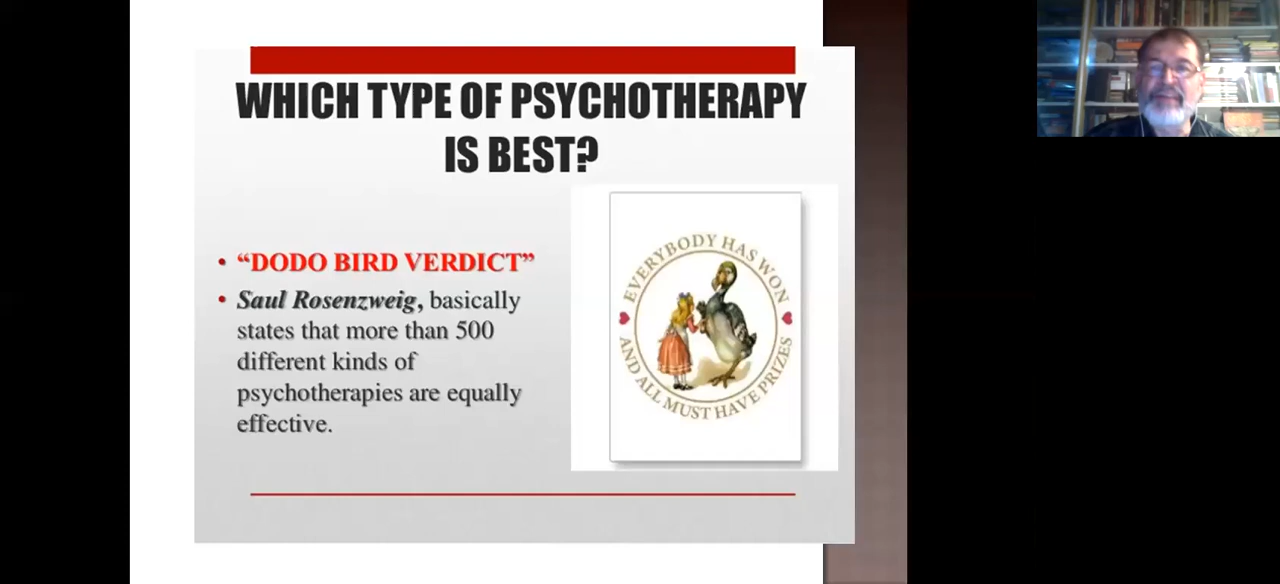 WHICH TYPE OF PSYCHOTHERAPY
IS BEST?
• “DODO BIRD VERDICT”
• Saul Rosenzweig, basically
states that more than 500
different kinds of
psychotherapies are equally
effective.
EVERYBODY HAS WON
AND ALL MUST HAVE PRIZES